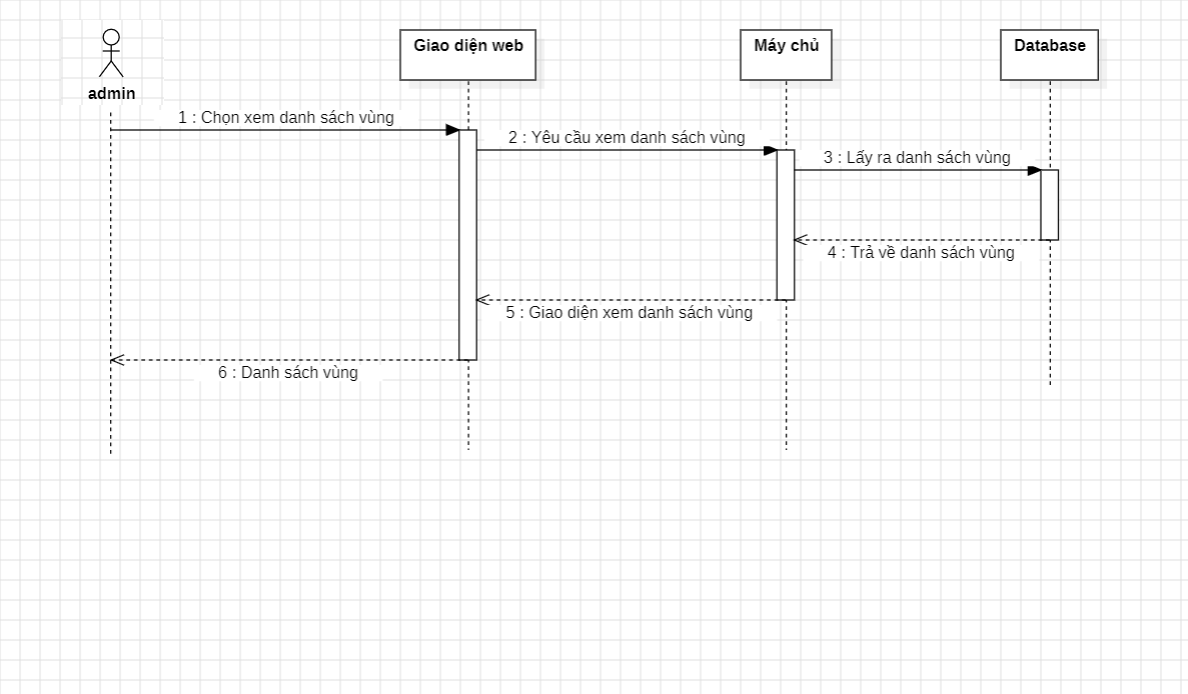 Giao diện web
Máy chủ
Database
admin
1 : Chọn xem danh sách vùng
2 : Yêu cầu xem danh sách vùng
3 : Lấy ra danh sách vùng
4 : Trả về danh sách vùng
5 : Giao diện xem danh sách vùng
6 : Danh sách vùng